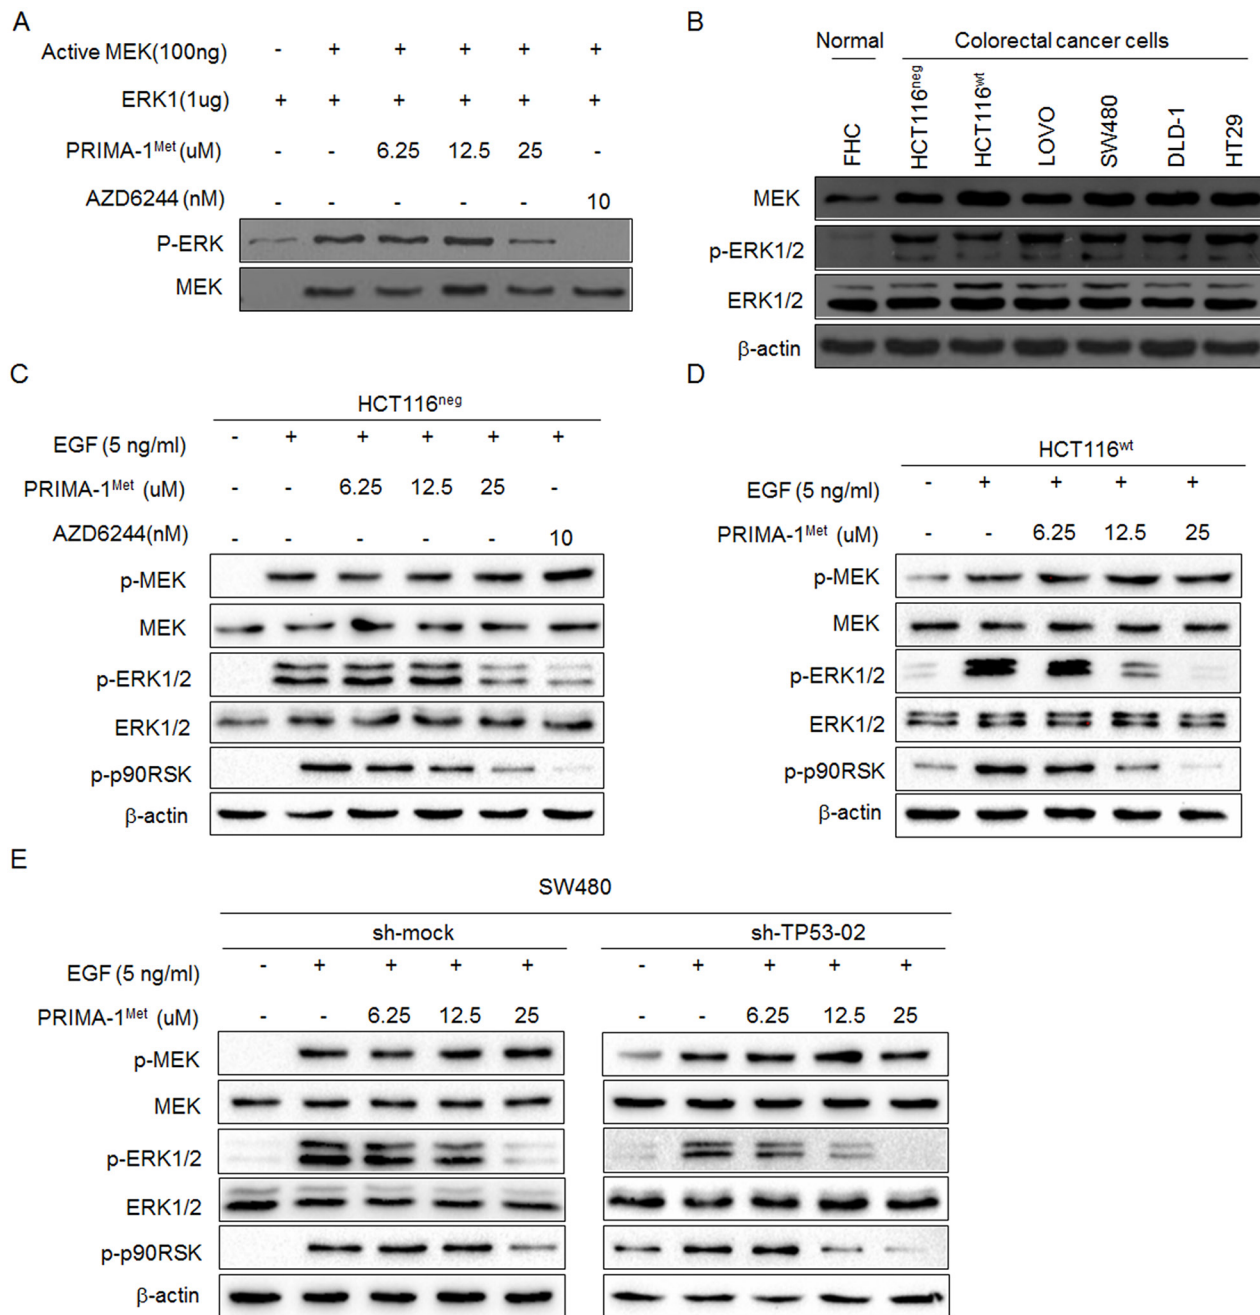 A
Active MEK(100ng) - + + + + +
ERK1(1ug) + + + + + +
PRIMA-1Met(uM) - - 6.25 12.5 25 -
AZD6244(nM) - - - - - 10
P-ERK
MEK
B
Normal Colorectal cancer cells
FHC HCT116neg HCT116wt LOVO SW480 DLD-1 HT29
MEK
p-ERK1/2
ERK1/2
β-actin
C
HCT116neg
EGF(5 ng/ml) - + + + + +
PRIMA-1Met (uM) - - 6.25 12.5 25 -
AZD6244(nM) - - - - - 10
p-MEK
MEK
p-ERK1/2
ERK1/2
p-p90RSK
β-actin
D
HCT116wt
EGF(5 ng/ml) - + + + +
PRIMA-1Met (uM) - - 6.25 12.5 25
p-MEK
MEK
p-ERK1/2
ERK1/2
p-p90RSK
β-actin
E
SW480
sh-mock sh-TP53-02
EGF(5 ng/ml) - + + + + - + + + +
PRIMA-1Met (uM) - - 6.25 12.5 25 - - 6.25 12.5 25
p-MEK
MEK
p-ERK1/2
ERK1/2
p-p90RSK
β-actin